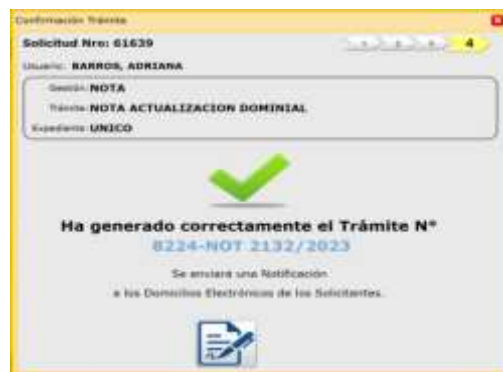 Confirmación Trámite
Solicitud Nro: 61639
4
Usuario: BARROS, ADRIANA
Gestión: NOTA
Trámite: NOTA ACTUALIZACION DOMINIAL
Expediente: UNICO
Ha generado correctamente el Trámite N°
8224-NOT 2132/2023
Se enviará una Notificación
a los Domicilios Electrónicos de los Solicitantes.